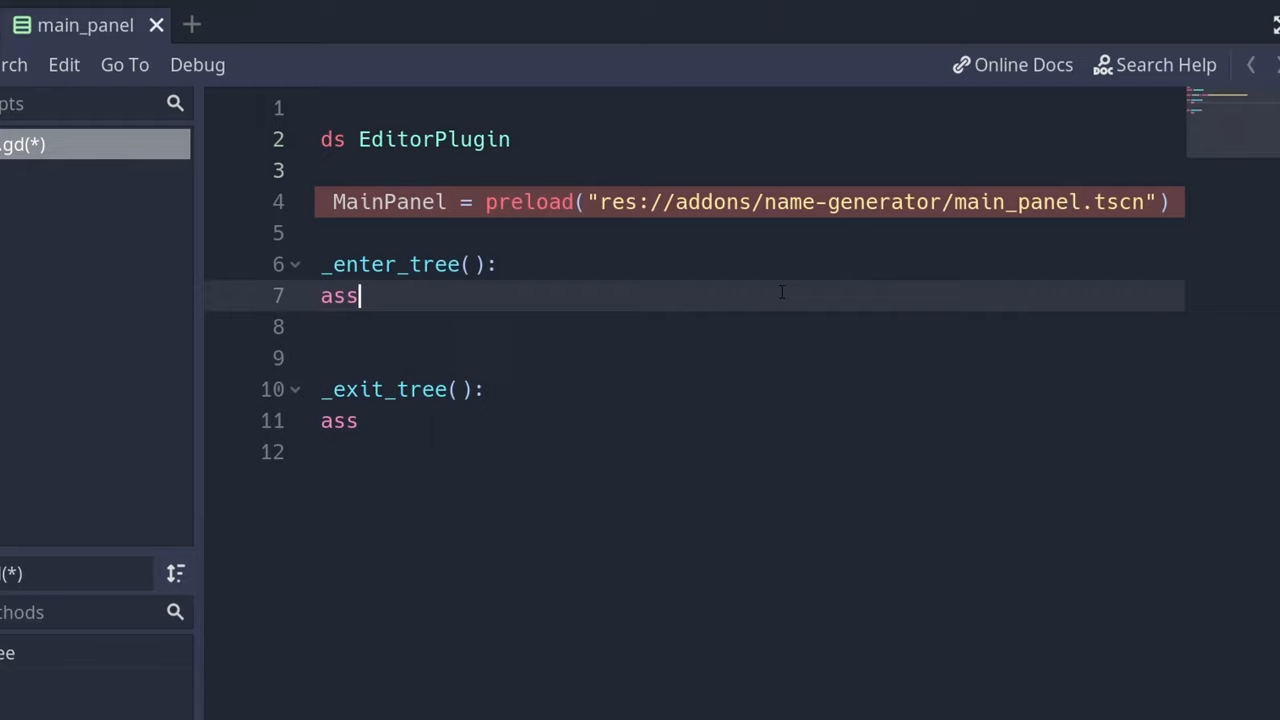 main_panel
rch Edit Go To Debug Online Docs Search Help
pts
.gd(*)
1
2 ds EditorPlugin
3
4 MainPanel = preload("res://addons/name-generator/main_panel.tscn")
5
6 _enter_tree():
7 ass
8
9
10 _exit_tree():
11 ass
12
d(*)
thods
ee